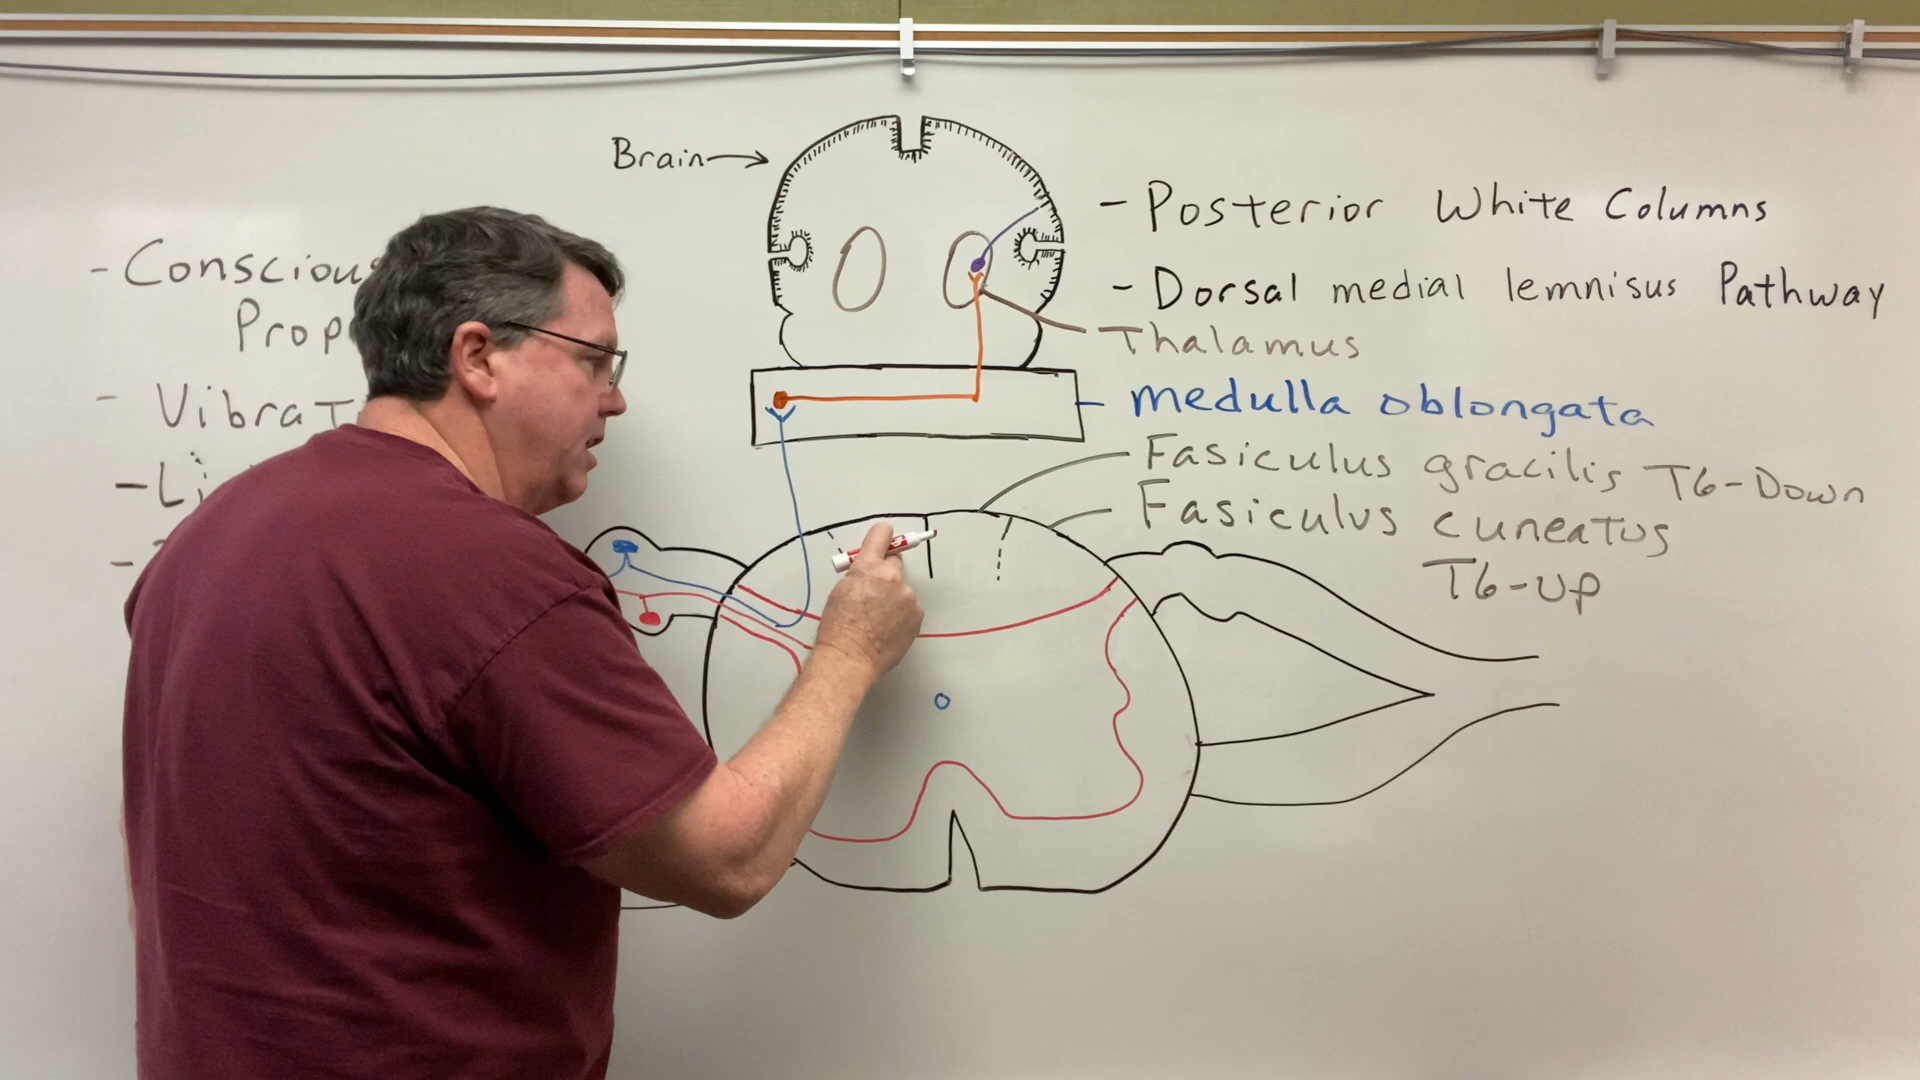 Brain
- Posterior White Columns
- Conscious
- Dorsal medial lemnisus Pathway
Thalamus
- Vibrat
- medulla oblongata
Fasiculus gracilis T6-Down
Fasiculus cuneatus
T6-up